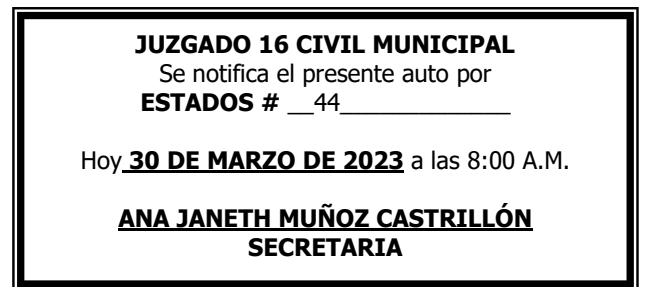 JUZGADO 16 CIVIL MUNICIPAL
Se notifica el presente auto por
ESTADOS # __44_____________
Hoy 30 DE MARZO DE 2023 a las 8:00 A.M.
ANA JANETH MUÑOZ CASTRILLÓN
SECRETARIA